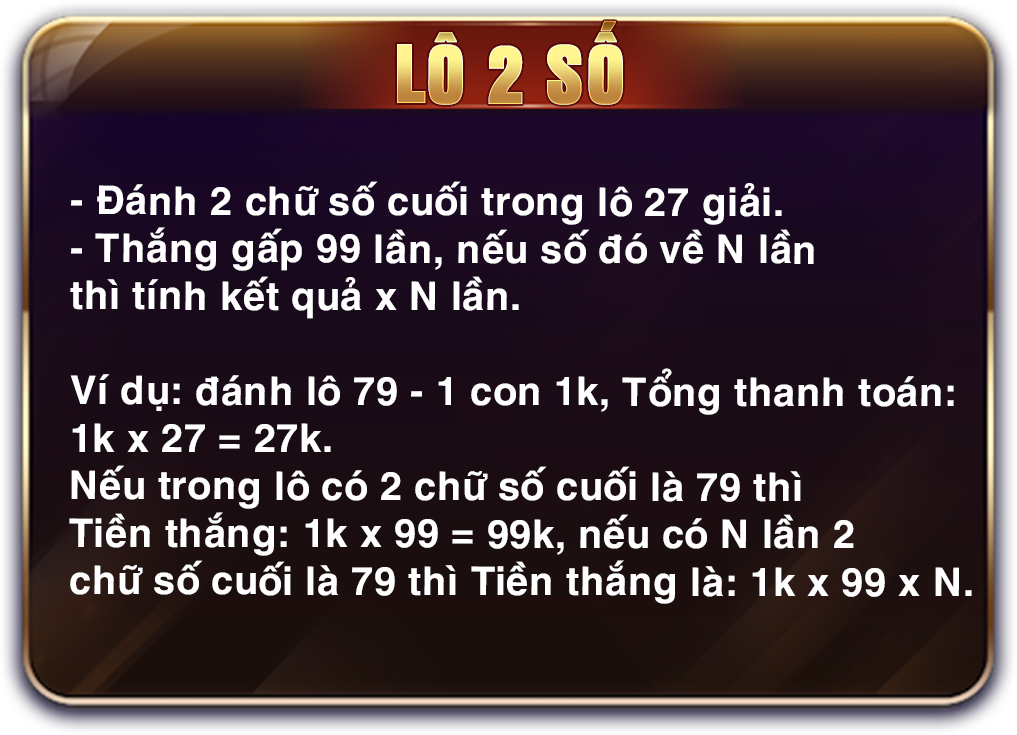 LÔ 2 SỐ
- Đánh 2 chữ số cuối trong lô 27 giải.
- Thắng gấp 99 lần, nếu số đó về N lần
thì tính kết quả x N lần.
Ví dụ: đánh lô 79 - 1 con 1k, Tổng thanh toán:
1k x 27 = 27k.
Nếu trong lô có 2 chữ số cuối là 79 thì
Tiền thắng: 1k x 99 = 99k, nếu có N lần 2
chữ số cuối là 79 thì Tiền thắng là: 1k x 99 x N.